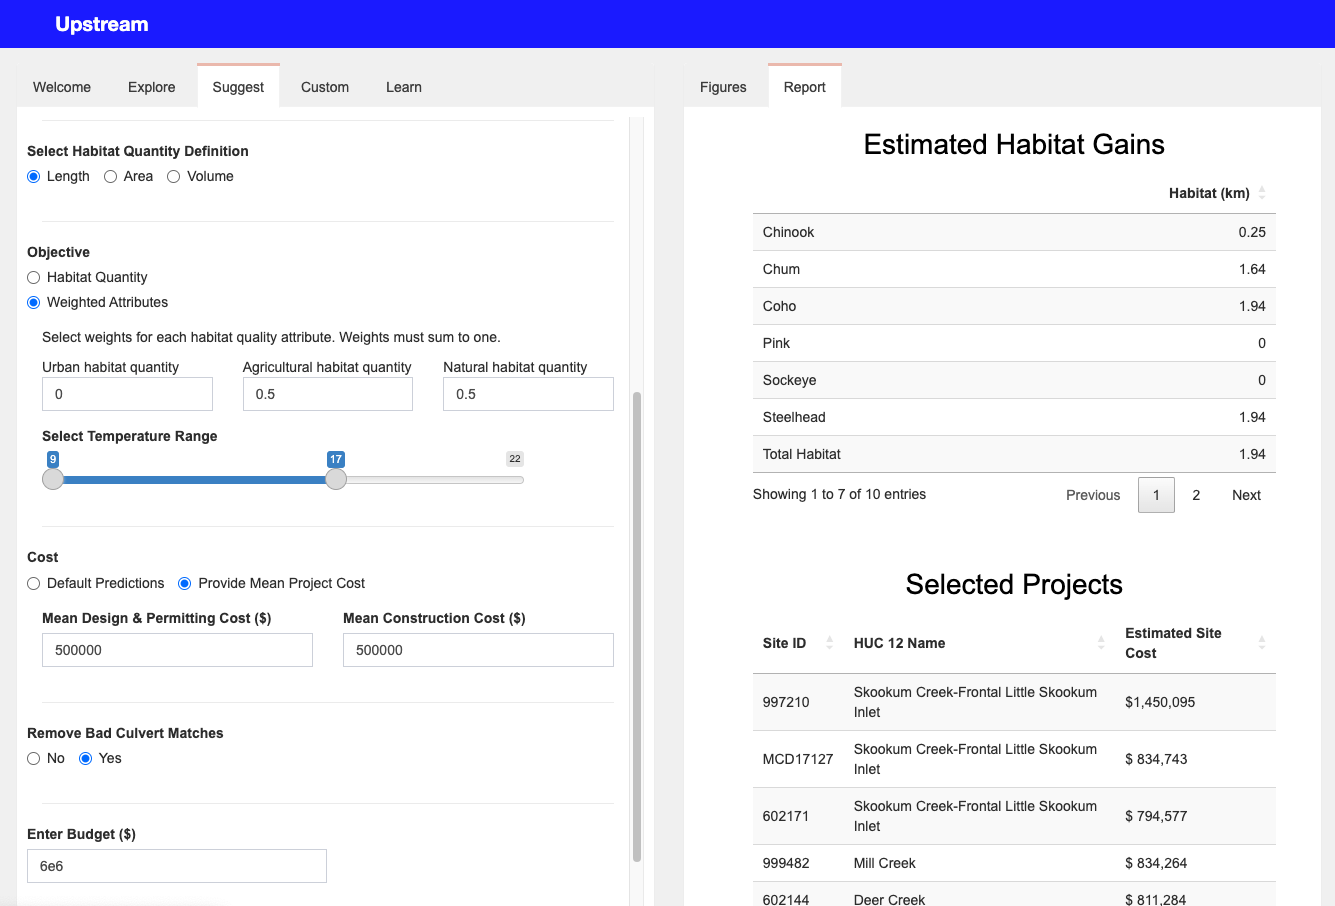 Upstream
Welcome Explore Suggest Custom Learn
Select Habitat Quantity Definition
Length Area Volume
Objective
Habitat Quantity
Weighted Attributes
Select weights for each habitat quality attribute. Weights must sum to one.
Urban habitat quantity Agricultural habitat quantity Natural habitat quantity
0 0.5 0.5
Select Temperature Range
9 17 22
Cost
Default Predictions Provide Mean Project Cost
Mean Design & Permitting Cost ($) Mean Construction Cost ($)
500000 500000
Remove Bad Culvert Matches
No Yes
Enter Budget ($)
6e6
Figures Report
Estimated Habitat Gains
Habitat (km)
Chinook 0.25
Chum 1.64
Coho 1.94
Pink 0
Sockeye 0
Steelhead 1.94
Total Habitat 1.94
Showing 1 to 7 of 10 entries Previous 1 2 Next
Selected Projects
Site ID HUC 12 Name Estimated Site
Cost
997210 Skookum Creek-Frontal Little Skookum
Inlet $1,450,095
MCD17127 Skookum Creek-Frontal Little Skookum
Inlet $ 834,743
602171 Skookum Creek-Frontal Little Skookum
Inlet $ 794,577
999482 Mill Creek $ 834,264
602144 Deer Creek $ 811,284